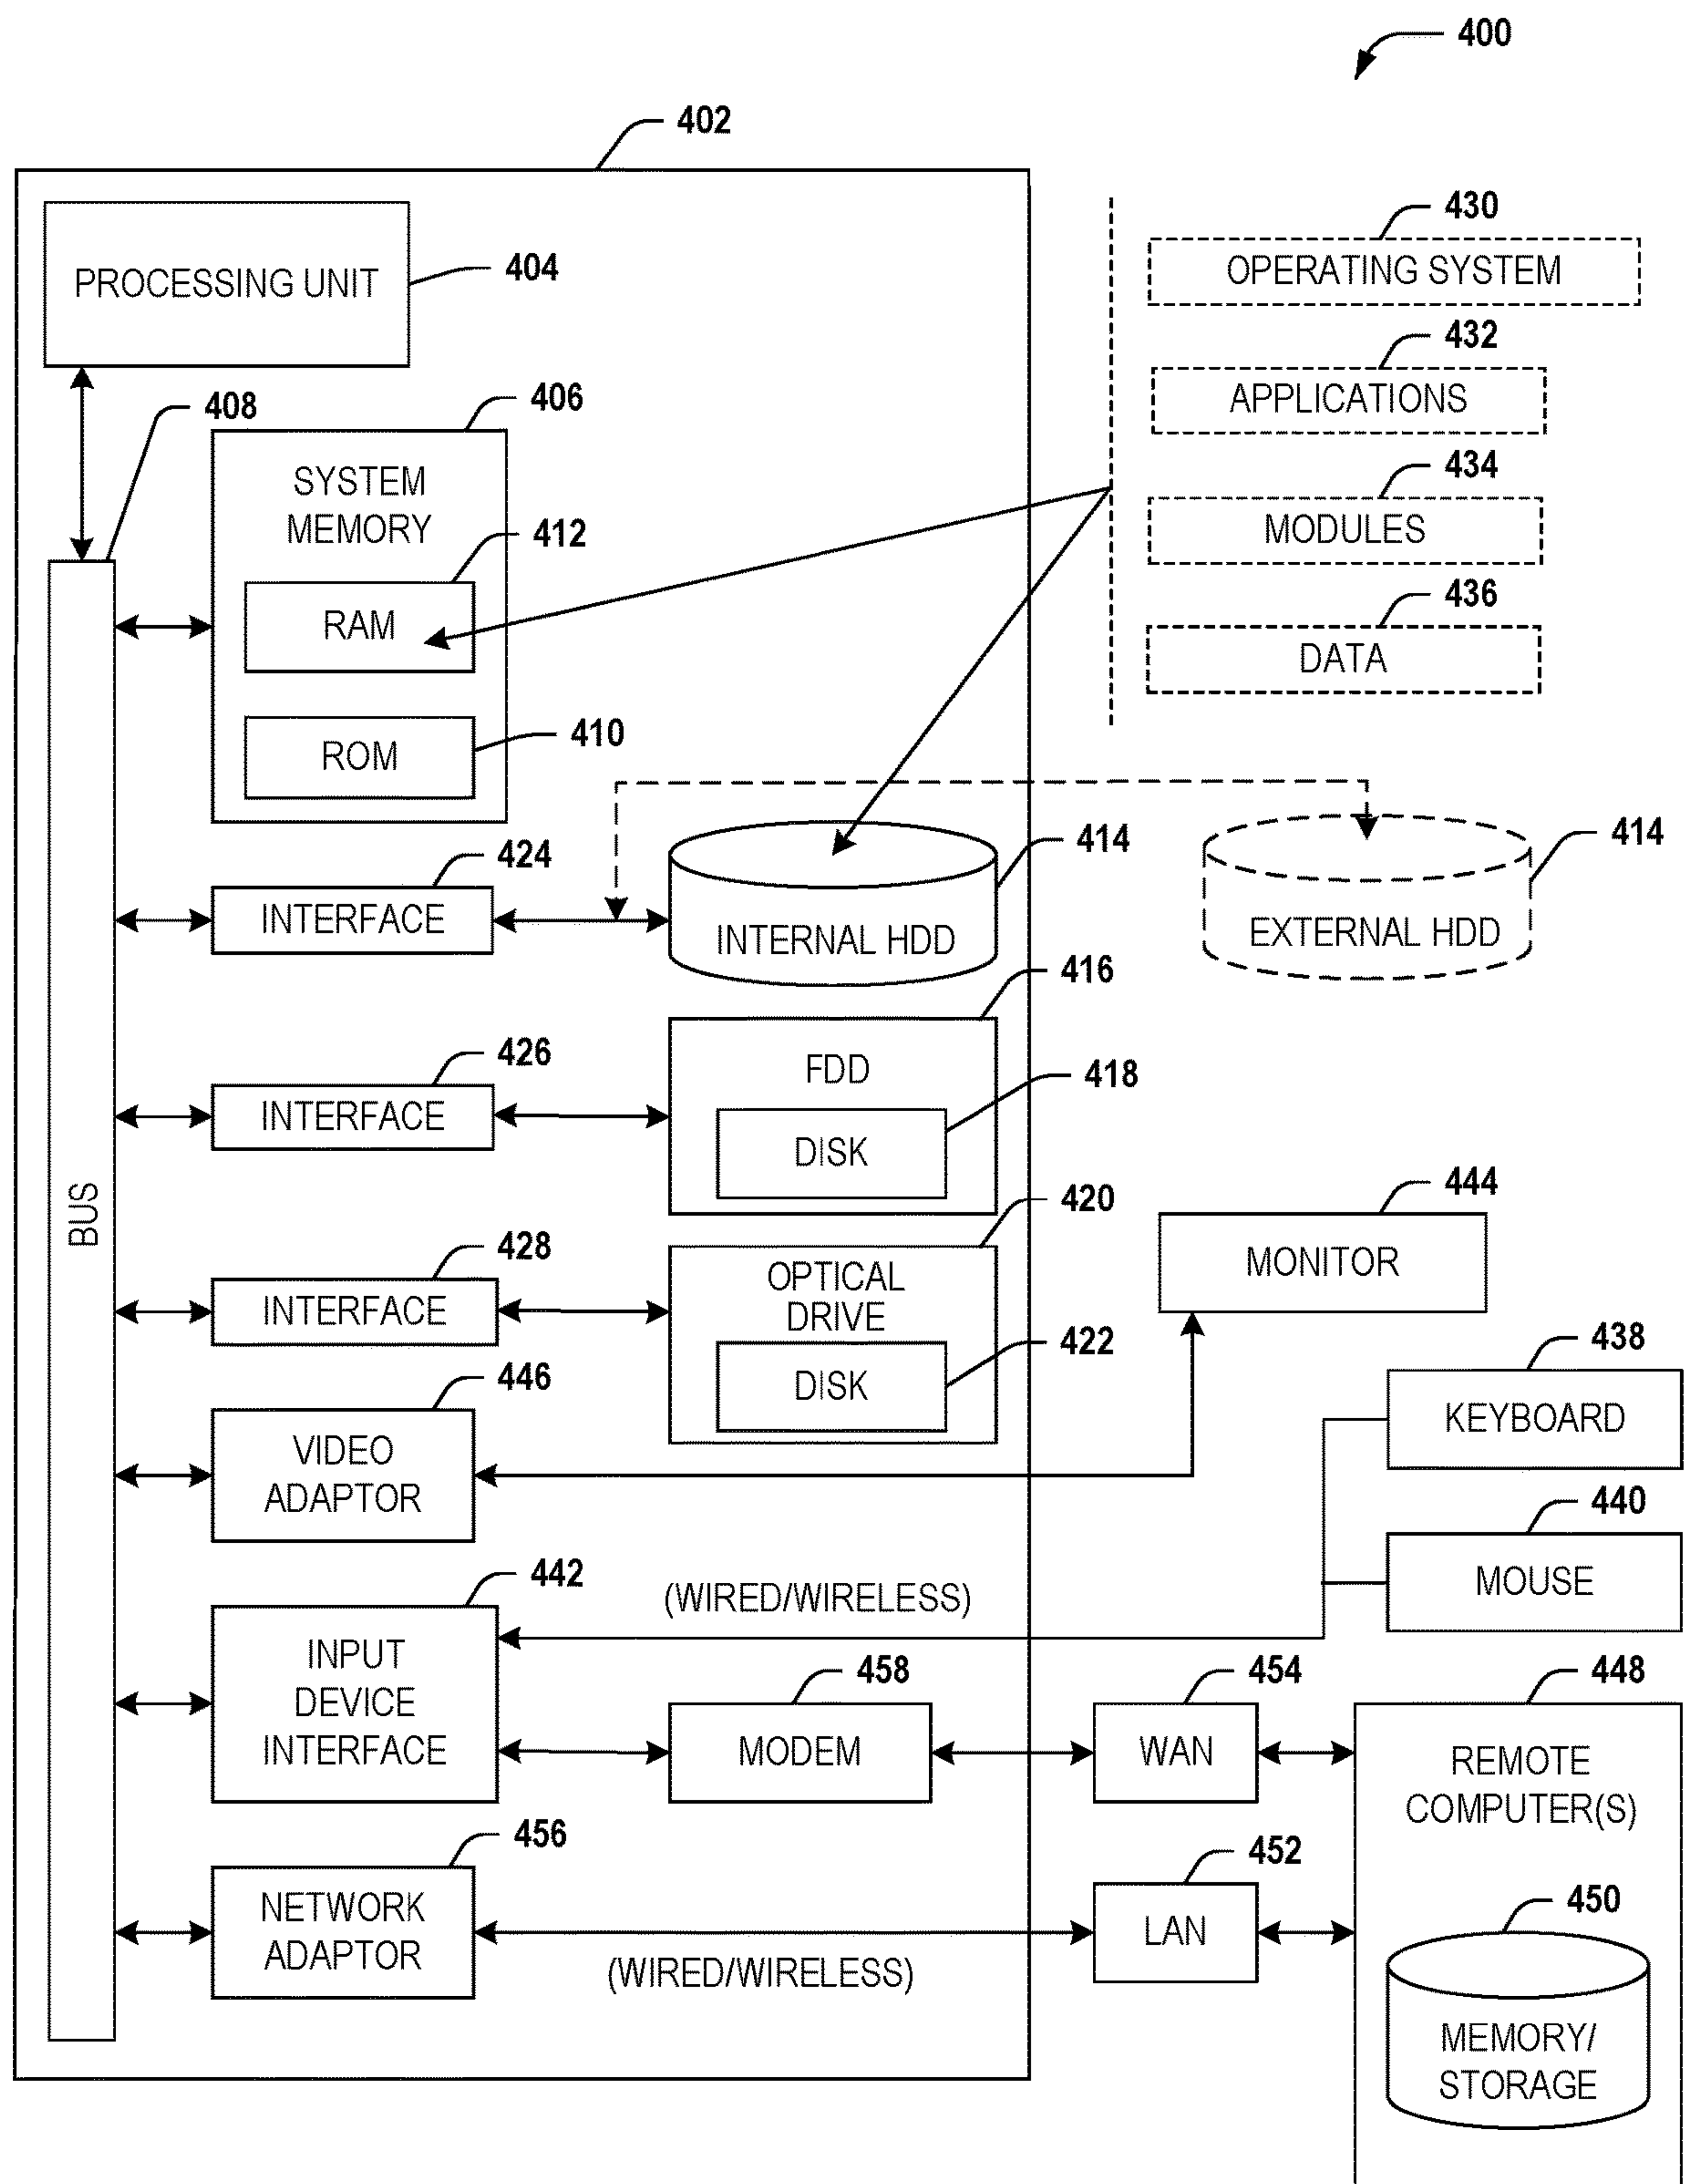 400
402
PROCESSING UNIT
404
430
OPERATING SYSTEM
432
APPLICATIONS
434
MODULES
436
DATA
408
406
SYSTEM
MEMORY
412
RAM
410
ROM
BUS
424
INTERFACE
414
INTERNAL HDD
414
EXTERNAL HDD
426
INTERFACE
416
FDD
418
DISK
428
INTERFACE
420
OPTICAL
DRIVE
422
DISK
444
MONITOR
446
VIDEO
ADAPTOR
438
KEYBOARD
440
MOUSE
442
INPUT
DEVICE
INTERFACE
(WIRED/WIRELESS)
458
MODEM
454
WAN
448
REMOTE
COMPUTER(S)
456
NETWORK
ADAPTOR
(WIRED/WIRELESS)
452
LAN
450
MEMORY/
STORAGE